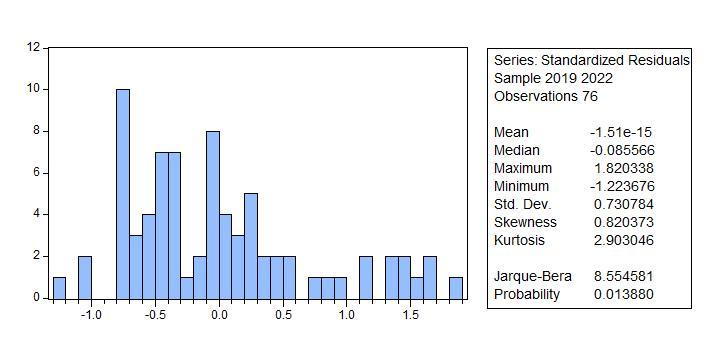 12
10
8
6
4
2
0
-1.0 -0.5 0.0 0.5 1.0 1.5
Series: Standardized Residuals
Sample 2019 2022
Observations 76
Mean -1.51e-15
Median -0.085566
Maximum 1.820338
Minimum -1.223676
Std. Dev. 0.730784
Skewness 0.820373
Kurtosis 2.903046
Jarque-Bera 8.554581
Probability 0.013880